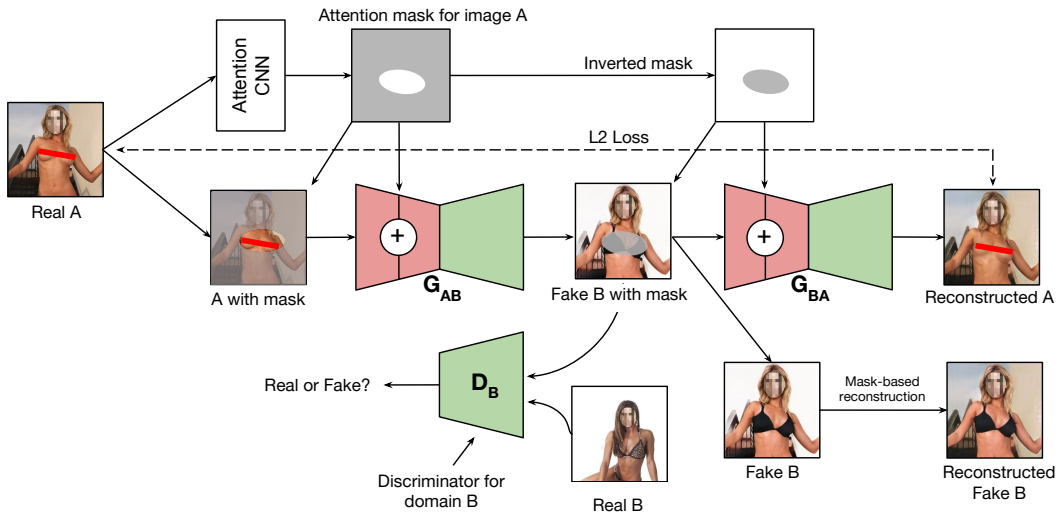 Attention mask for image A
Attention
CNN
Inverted mask
L2 Loss
Real A
A with mask
+
G_AB
Fake B with mask
+
G_BA
Reconstructed A
Real or Fake?
D_B
Mask-based
reconstruction
Discriminator for
domain B
Real B
Fake B
Reconstructed
Fake B